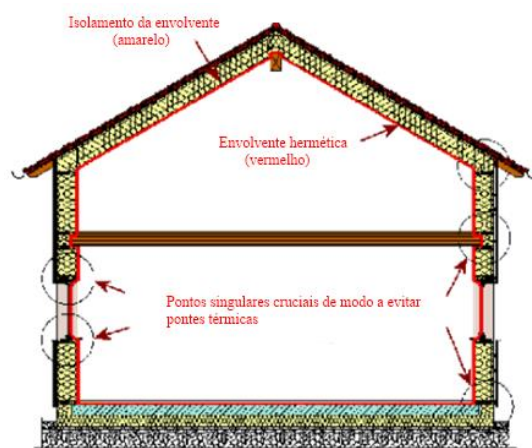 Isolamento da envolvente
(amarelo)
Envolvente hermética
(vermelho)
Pontos singulares cruciais de modo a evitar
pontes térmicas